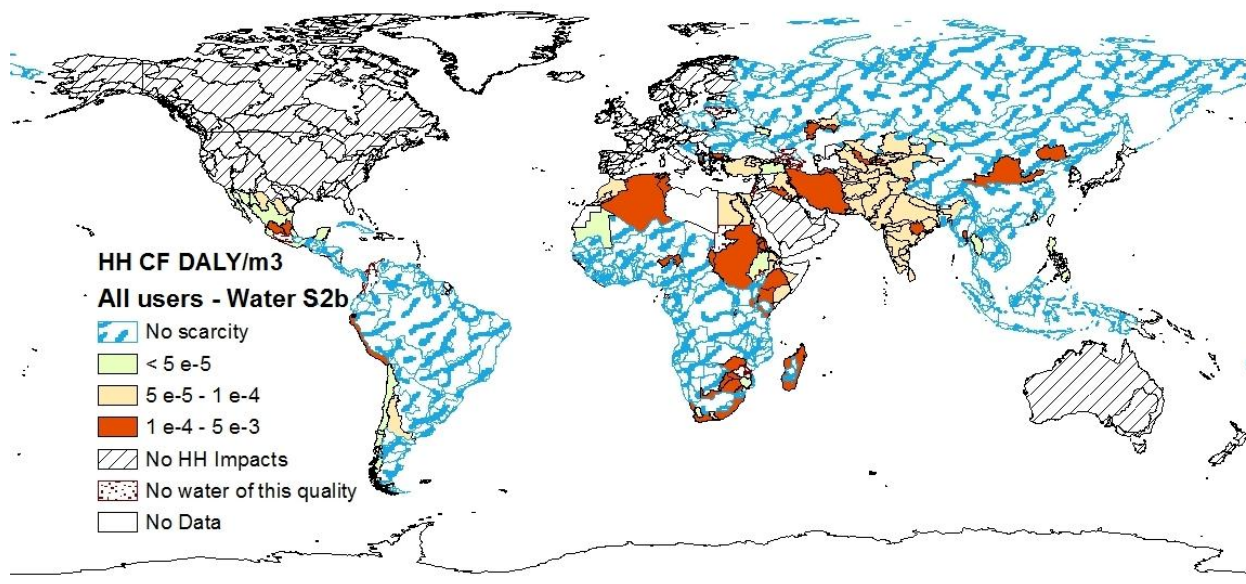 HH CF DALY/m3
All users - Water S2b
No scarcity
< 5 e-5
5 e-5 - 1 e-4
1 e-4 - 5 e-3
No HH Impacts
No water of this quality
No Data